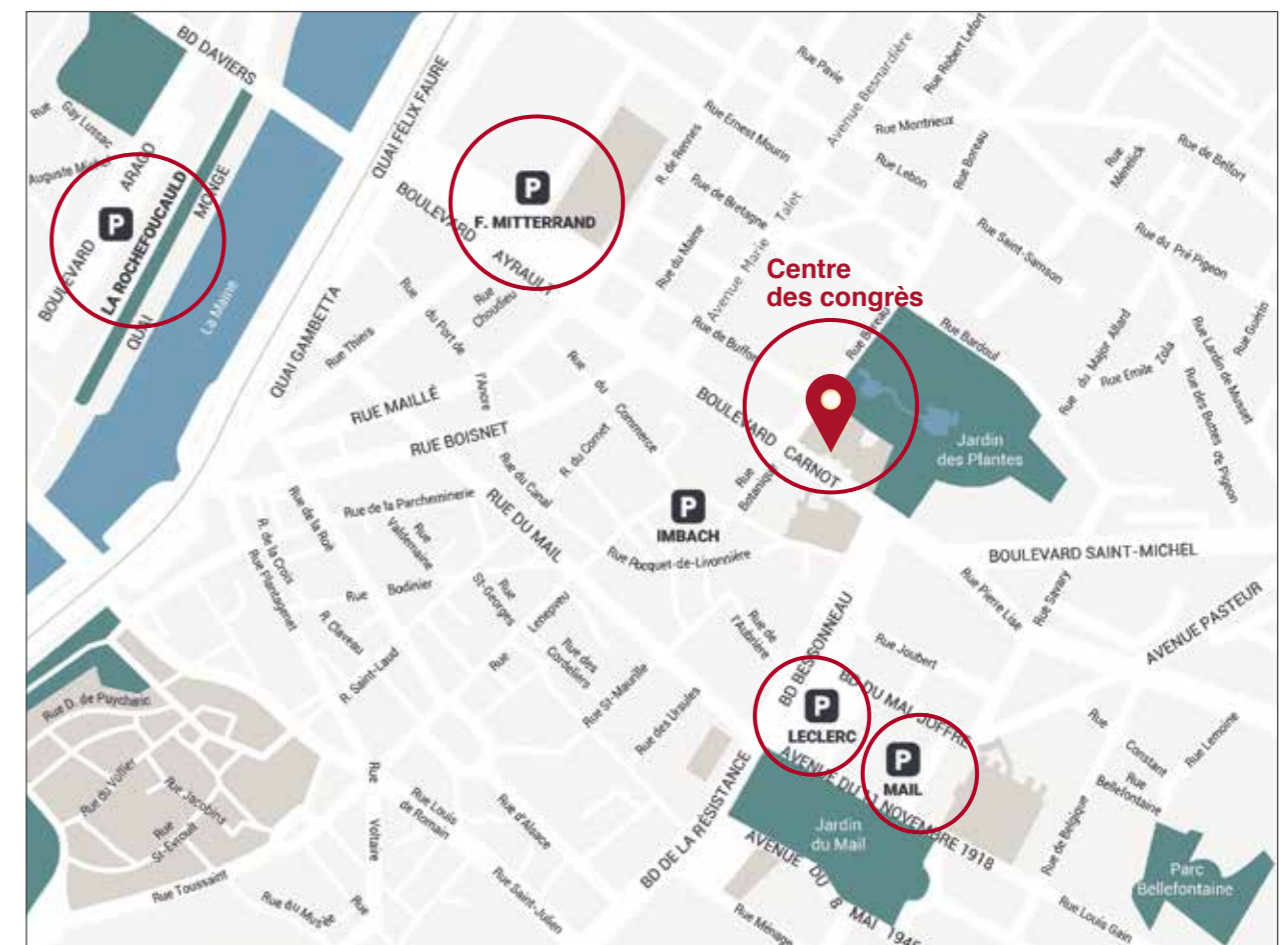 BD DAVIERS
QUAI FÉLIX FAURE
Rue Pavie
Avenue Besnardière
Rue Robert Lefort
Rue
Gay Lussac
Auguste Michel
BOULEVARD
ARAGO
P
LA ROCHEFOUCAULD
QUAI
MONGE
La Maine
BOULEVARD
AYRAULT
P
F. MITTERRAND
R. de Rennes
Rue Ernest Mourin
Rue Montrieux
Rue Lebon
Rue Boreau
Rue
Menelick
Rue de Belfort
Rue de Bretagne
Rue du Maine
Avenue Marie
Talet
Rue Saint-Samson
Rue du Pré Pigeon
Centre
des congrès
QUAI GAMBETTA
Rue Thiers
Rue
du Port de
l'Ancre
Rue
Choudieu
Rue de Buffon
Rue Boreau
Rue Bardoul
Rue du Major Allard
Rue Emile Zola
Rue Lardin de Musset
Rue Guérin
Rue des Buttes de Pigeon
RUE MAILLÉ
RUE BOISNET
Rue
du
Commerce
R. du Cornet
BOULEVARD
CARNOT
Jardin
des Plantes
Rue du Canal
RUE DU MAIL
Rue
Botanique
P
IMBACH
Rue Pocquet-de-Livonnière
BOULEVARD SAINT-MICHEL
Rue de la Roë
Rue de la Parcheminerie
Rue
Valdemaine
R. de la Croix
Rue Plantagenet
Rue
Bodinier
R. Claveau
R. Saint-Laud
Rue
St-Georges
Rue
Lenepveu
Rue des
Cordeliers
Rue St-Maurille
Rue des Ursules
Rue de
l'Aubrière
BD BESSONNEAU
Rue Joubert
Rue Pierre Lise
Rue Savary
AVENUE PASTEUR
BD DU MAL JOFFRE
P
LECLERC
P
MAIL
AVENUE DU 11 NOVEMBRE 1918
Rue
Constant
Rue Lemoine
Rue
Bellefontaine
Rue de Béligique
Rue D. de Puycharic
Rue du Vollier
Rue Jacobins
Rue
St-Evroult
Rue Toussaint
Rue
Voltaire
Rue Louis
de Romain
Rue d'Alsace
BD DE LA RÉSISTANCE
Jardin
du Mail
AVENUE DU 8 MAI 1945
Parc
Bellefontaine
Rue du Musée
Rue
Rue Saint-Julien
Rue Ménage
Rue Louis Gain